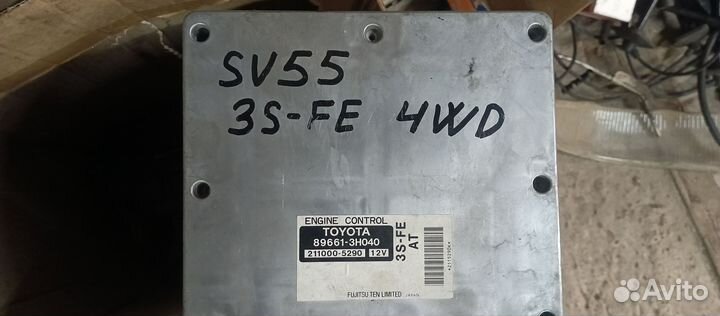 SV55
3S-FE 4WD
ENGINE CONTROL
TOYOTA
89661-3H040
211000-5290 12V
3S-FE
AT
FUJITSU TEN LIMITED JAPAN
Avito